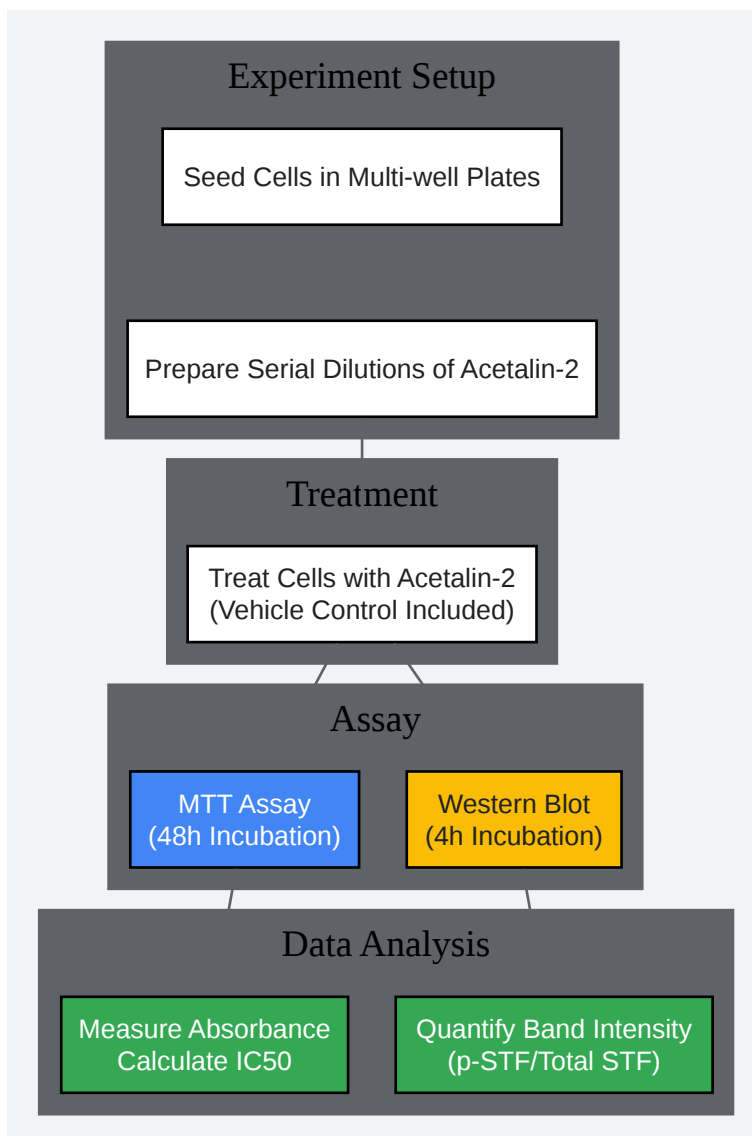 Experiment Setup
Seed Cells in Multi-well Plates
Prepare Serial Dilutions of Acetalin-2
Treatment
Treat Cells with Acetalin-2
(Vehicle Control Included)
Assay
MTT Assay
(48h Incubation)
Western Blot
(4h Incubation)
Data Analysis
Measure Absorbance
Calculate IC50
Quantify Band Intensity
(p-STF/Total STF)